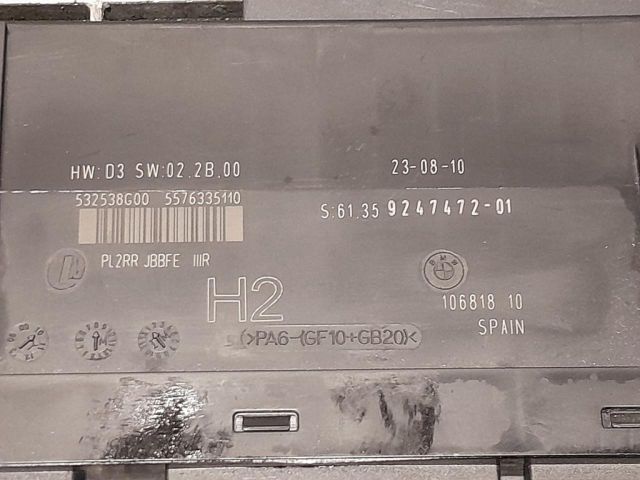 HW:D3 SW:02.2B.00
23-08-10
532538G00 5576335110
S:61.35 9247472-01
PL2RR JBBFE IIIR
BMW
H2
106818 10
SPAIN
(>PA6-(GF10+GB20)<